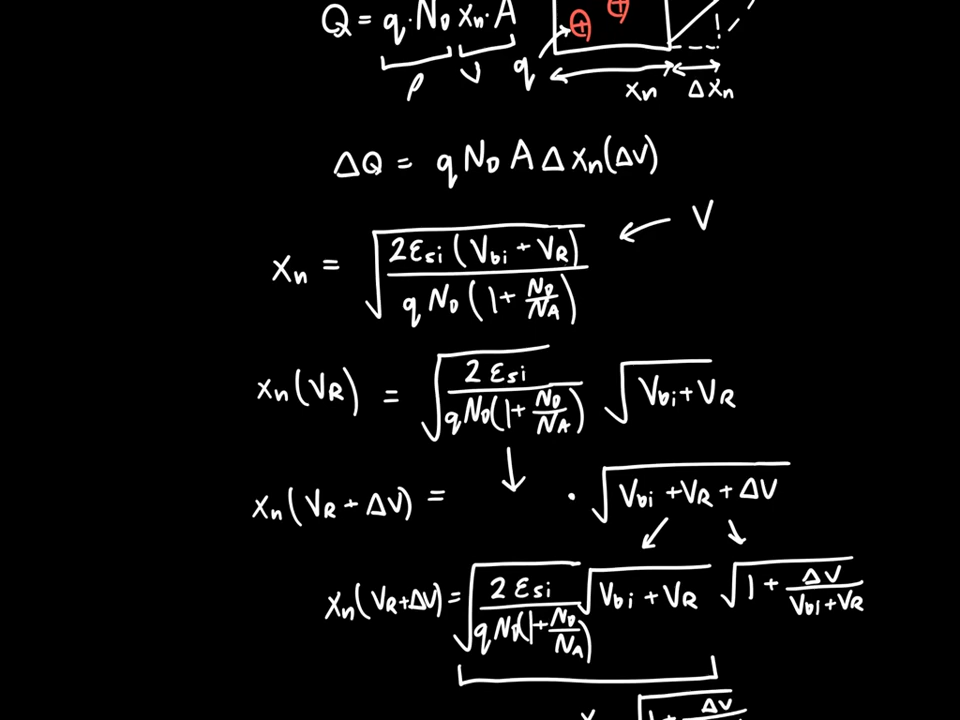 Q = q·N_D x_n·A
ρ V q
⊕ ⊕
x_n Δx_n
ΔQ = q N_D A Δx_n(ΔV)
x_n = √(2ε_si (V_bi + V_R) / q N_D (1 + N_D/N_A)) ← V
x_n(V_R) = √(2ε_si / q N_D(1 + N_D/N_A)) √(V_bi + V_R)
x_n(V_R + ΔV) = ↓ · √(V_bi + V_R + ΔV)
x_n(V_R+ΔV) = √(2ε_si / q N_D(1 + N_D/N_A)) √(V_bi + V_R) √(1 + ΔV / V_bi+V_R)